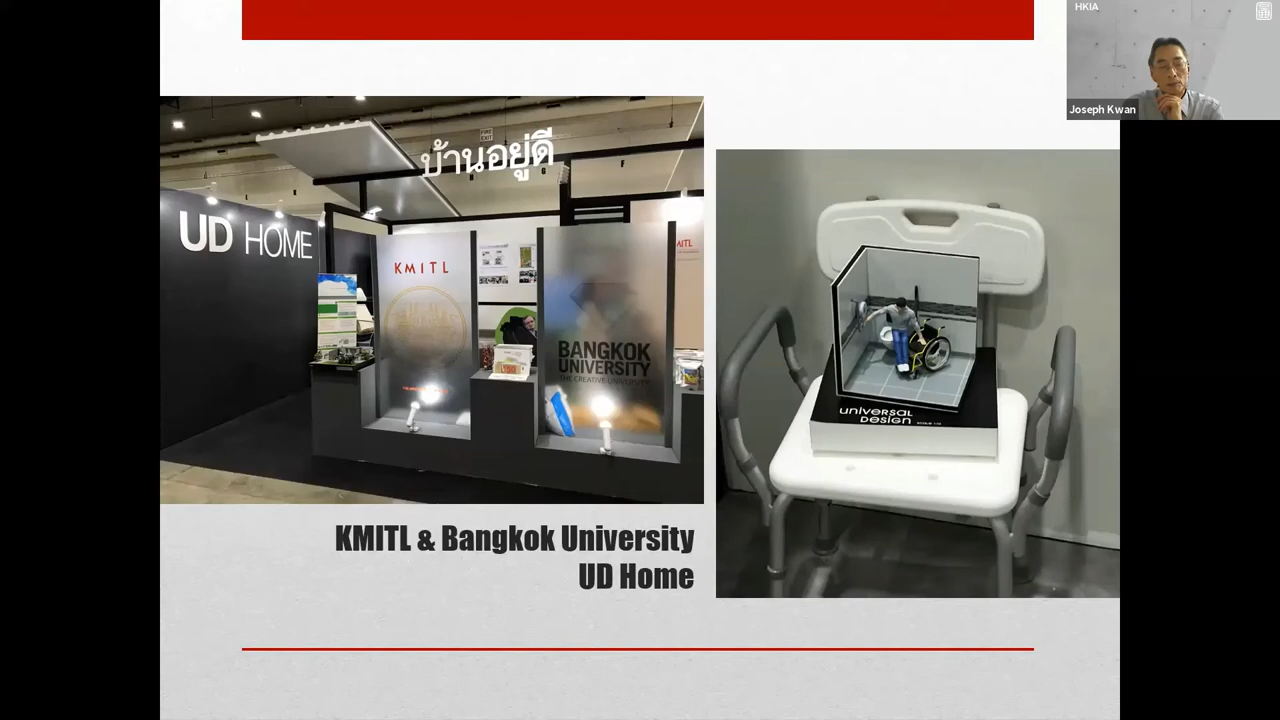 HKIA
Joseph Kwan
บ้านอยู่ดี
UD HOME
KMITL
MITL
BANGKOK
UNIVERSITY
THE CREATIVE UNIVERSITY
universal
design
KMITL & Bangkok University
UD Home